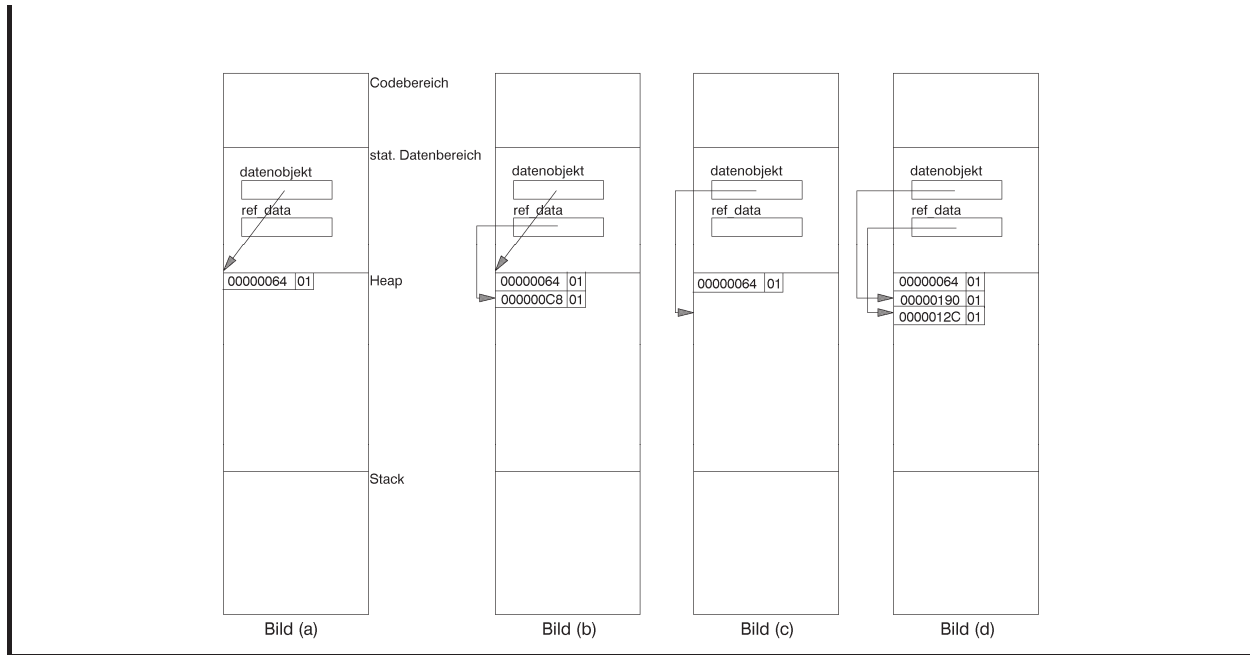 Codebereich
stat. Datenbereich
datenobjekt
ref_data
00000064 01
Heap
Stack
Bild (a)
datenobjekt
ref_data
00000064 01
000000C8 01
Bild (b)
datenobjekt
ref_data
00000064 01
Bild (c)
datenobjekt
ref_data
00000064 01
00000190 01
0000012C 01
Bild (d)